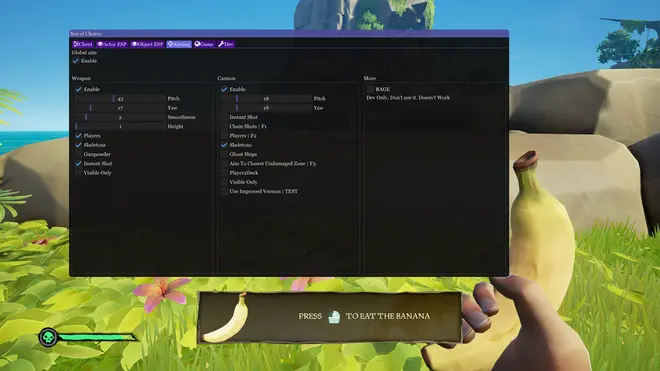 Sea of Choros
Client Actor ESP Object ESP Aiming Game Dev
Global aim
Enable
Weapon
Enable
43 Pitch
17 Yaw
2 Smoothness
1 Height
Players
Skeletons
Gunpowder
Instant Shot
Visible Only
Cannon
Enable
18 Pitch
18 Yaw
Instant Shot
Chain Shots | F1
Players | F2
Skeletons
Ghost Ships
Aim To Closest Undamaged Zone | F3
Player2Deck
Visible Only
Use Improved Version | TEST
More
RAGE
Dev Only, Don't use it. Doesn't Work
PRESS TO EAT THE BANANA